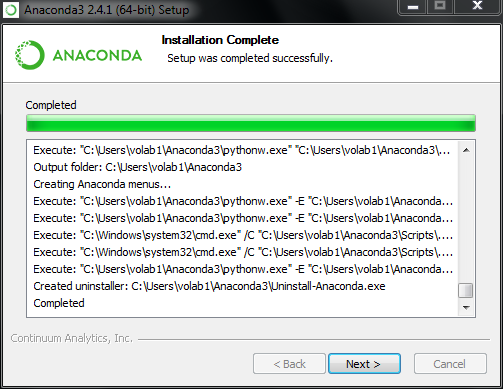 Anaconda3 2.4.1 (64-bit) Setup
ANACONDA
Installation Complete
Setup was completed successfully.
Completed
Execute: "C:\Users\volab1\Anaconda3\pythonw.exe" "C:\Users\volab1\Anaconda3\...
Output folder: C:\Users\volab1\Anaconda3
Creating Anaconda menus...
Execute: "C:\Users\volab1\Anaconda3\pythonw.exe" -E "C:\Users\volab1\Anaconda...
Execute: "C:\Users\volab1\Anaconda3\pythonw.exe" -E "C:\Users\volab1\Anaconda...
Execute: "C:\Windows\system32\cmd.exe" /C "C:\Users\volab1\Anaconda3\Scripts\....
Execute: "C:\Windows\system32\cmd.exe" /C "C:\Users\volab1\Anaconda3\Scripts\....
Execute: "C:\Users\volab1\Anaconda3\pythonw.exe" -E "C:\Users\volab1\Anaconda...
Created uninstaller: C:\Users\volab1\Anaconda3\Uninstall-Anaconda.exe
Completed
Continuum Analytics, Inc.
< Back
Next >
Cancel